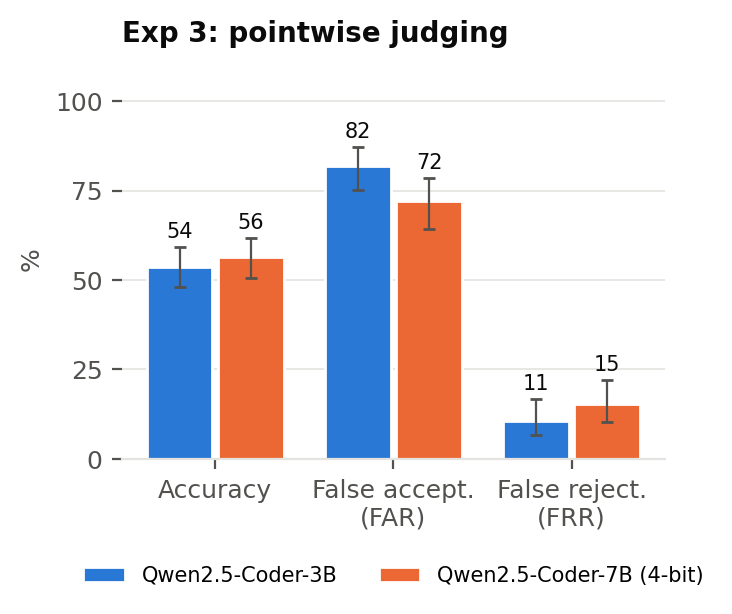 Exp 3: pointwise judging
%
100
75
50
25
0
54
56
82
72
11
15
Accuracy
False accept.
(FAR)
False reject.
(FRR)
Qwen2.5-Coder-3B
Qwen2.5-Coder-7B (4-bit)